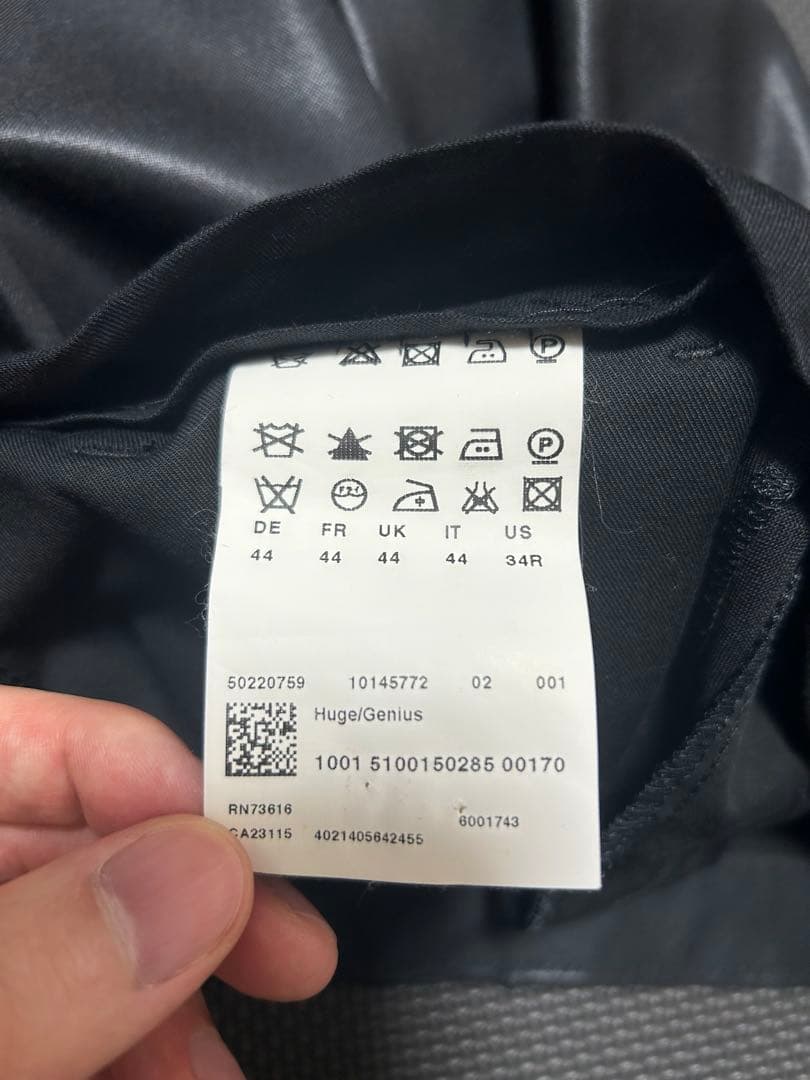 DE FR UK IT US
44 44 44 44 34R
50220759 10145772 02 001
Huge/Genius
1001 5100150285 00170
RN73616
6001743
CA23115 4021405642455